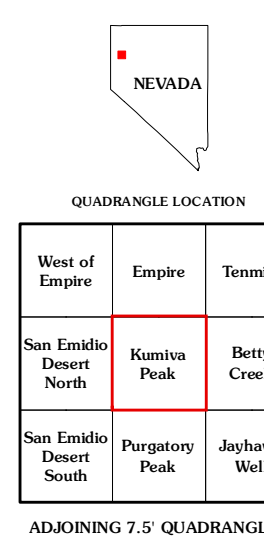 NEVADA
QUADRANGLE LOCATION
West of
Empire
Empire
San Emidio
Desert
North
Kumiva
Peak
San Emidio
Desert
South
Purgatory
Peak
ADJOINING 7.5'